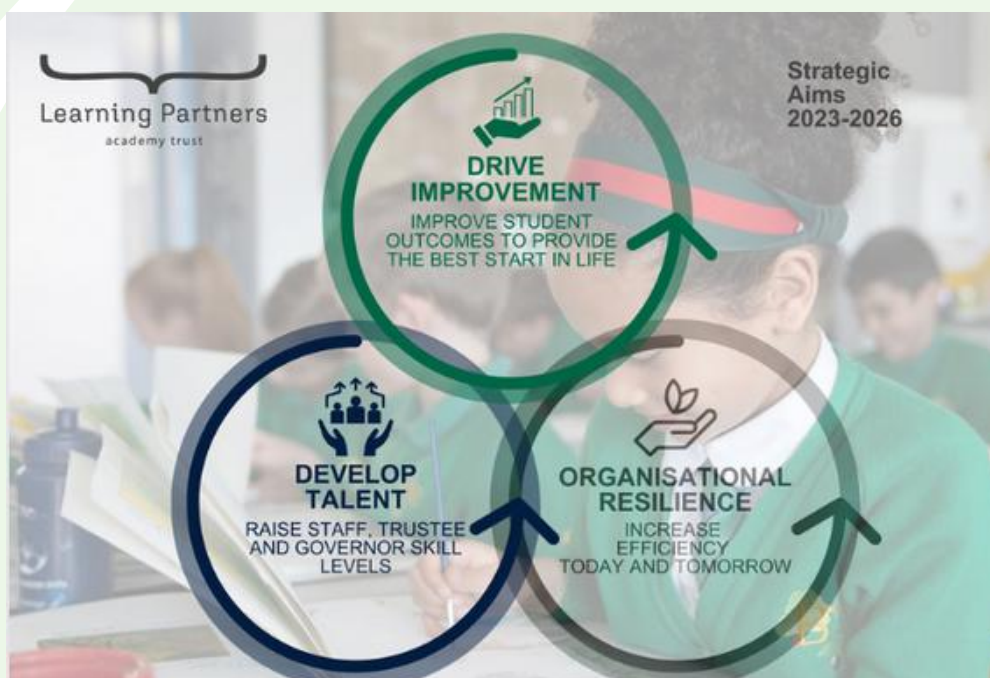 Learning Partners
academy trust
Strategic
Aims
2023-2026
DRIVE
IMPROVEMENT
IMPROVE STUDENT
OUTCOMES TO PROVIDE
THE BEST START IN LIFE
DEVELOP
TALENT
RAISE STAFF, TRUSTEE
AND GOVERNOR SKILL
LEVELS
ORGANISATIONAL
RESILIENCE
INCREASE
EFFICIENCY
TODAY AND TOMORROW